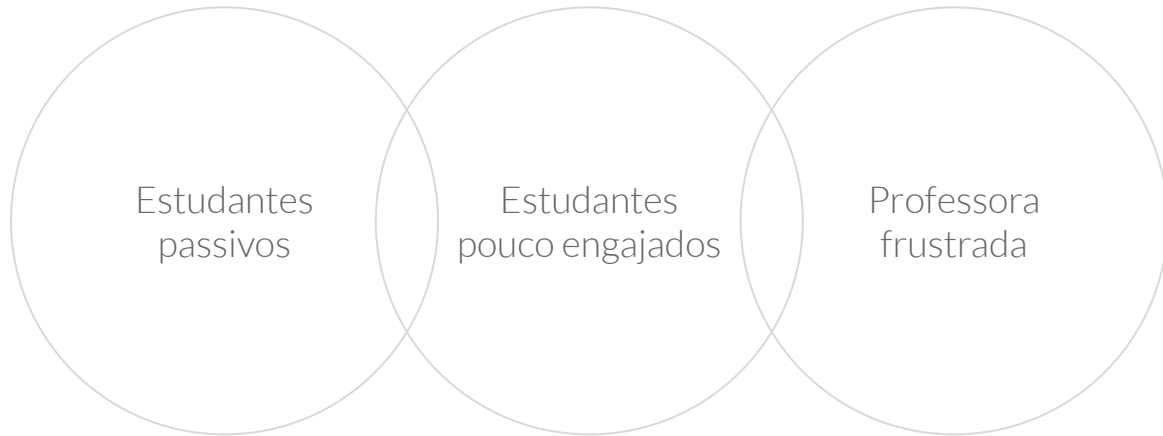 Estudantes
passivos
Estudantes
pouco engajados
Professora
frustrada